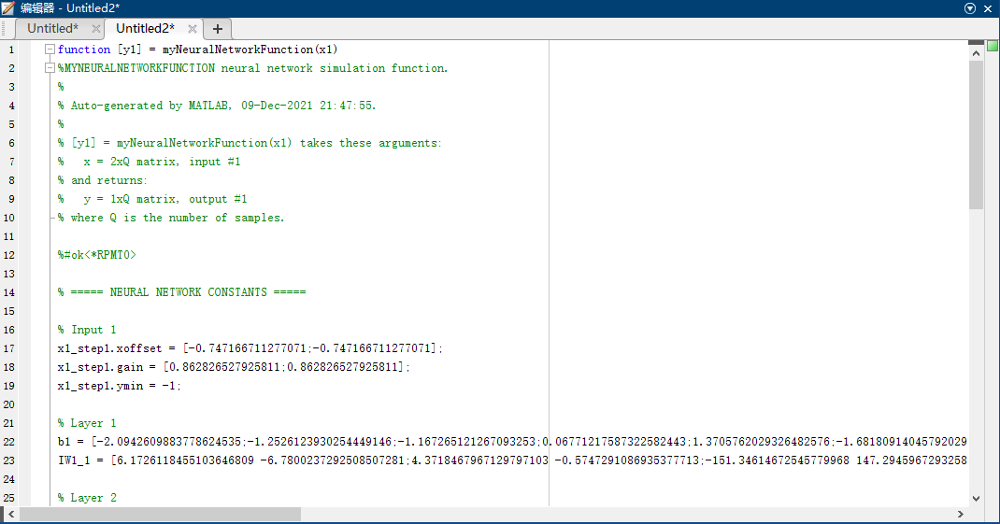 编辑器 - Untitled2*
Untitled* × Untitled2* × +
1 function [y1] = myNeuralNetworkFunction(x1)
2 %MYNEURALNETWORKFUNCTION neural network simulation function.
3 %
4 % Auto-generated by MATLAB, 09-Dec-2021 21:47:55.
5 %
6 % [y1] = myNeuralNetworkFunction(x1) takes these arguments:
7 %   x = 2xQ matrix, input #1
8 % and returns:
9 %   y = 1xQ matrix, output #1
10 % where Q is the number of samples.
11
12 %#ok<*RPMT0>
13
14 % ===== NEURAL NETWORK CONSTANTS =====
15
16 % Input 1
17 x1_step1.xoffset = [-0.747166711277071;-0.747166711277071];
18 x1_step1.gain = [0.862826527925811;0.862826527925811];
19 x1_step1.ymin = -1;
20
21 % Layer 1
22 b1 = [-2.0942609883778624535;-1.2526123930254449146;-1.167265121267093253;0.06771217587322582443;1.3705762029326482576;-1.68180914045792029
23 IW1_1 = [6.1726118455103646809 -6.7800237292508507281;4.3718467967129797103 -0.5747291086935377713;-151.34614672545779968 147.2945967293258
24
25 % Layer 2